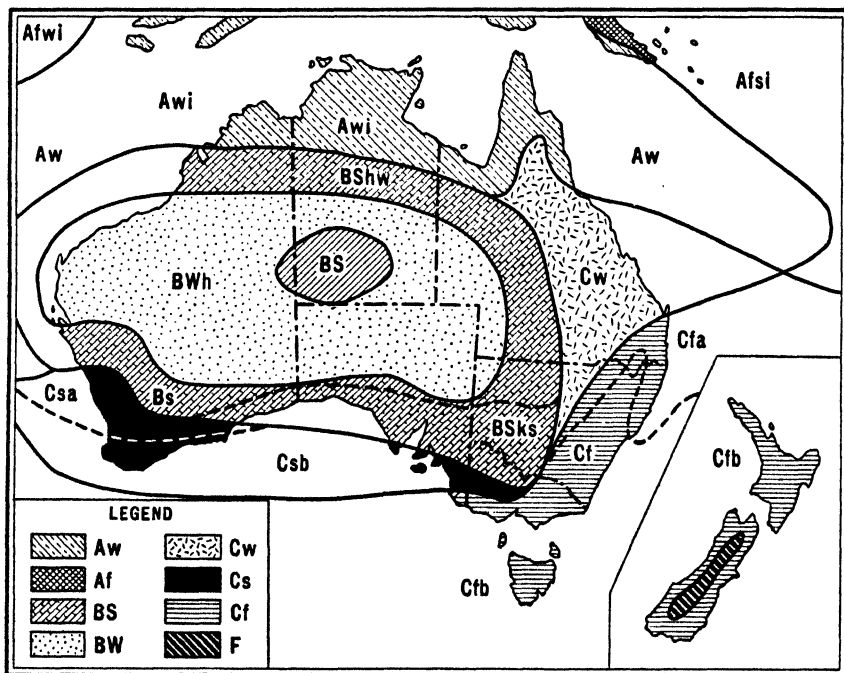 Afwi
Awi
Afsi
Aw
Awi
Aw
BShw
BS
BWh
Cw
Cfa
Csa
Bs
BSks
Cf
Csb
Cfb
Cfb
LEGEND
Aw Cw
Af Cs
BS Cf
BW F